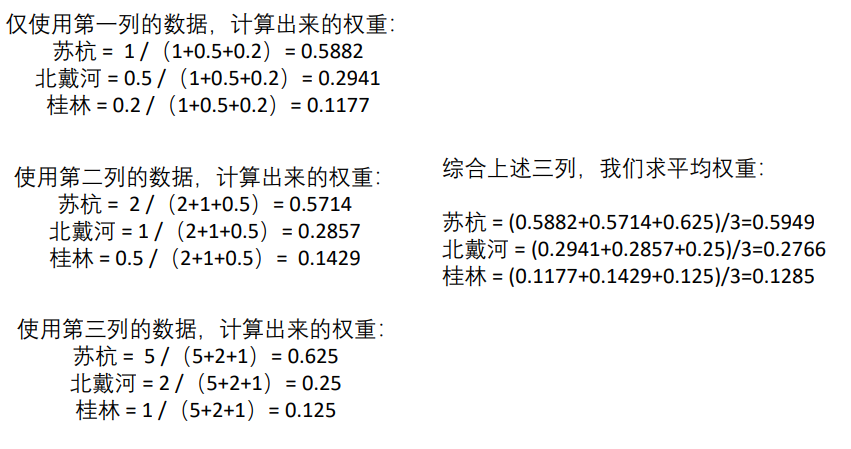 仅使用第一列的数据，计算出来的权重：
苏杭 = 1 /（1+0.5+0.2）= 0.5882
北戴河 = 0.5 /（1+0.5+0.2）= 0.2941
桂林 = 0.2 /（1+0.5+0.2）= 0.1177
使用第二列的数据，计算出来的权重：
苏杭 = 2 /（2+1+0.5）= 0.5714
北戴河 = 1 /（2+1+0.5）= 0.2857
桂林 = 0.5 /（2+1+0.5）= 0.1429
使用第三列的数据，计算出来的权重：
苏杭 = 5 /（5+2+1）= 0.625
北戴河 = 2 /（5+2+1）= 0.25
桂林 = 1 /（5+2+1）= 0.125
综合上述三列，我们求平均权重：
苏杭 = (0.5882+0.5714+0.625)/3=0.5949
北戴河 = (0.2941+0.2857+0.25)/3=0.2766
桂林 = (0.1177+0.1429+0.125)/3=0.1285